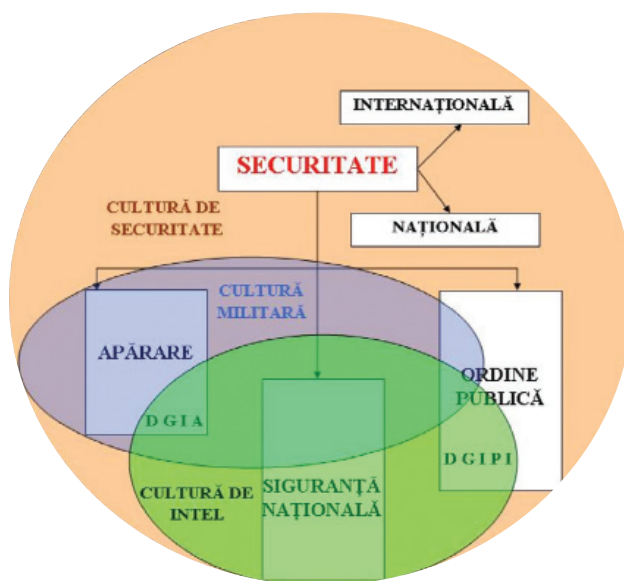 INTERNAȚIONALĂ
SECURITATE
CULTURĂ DE
SECURITATE
NAȚIONALĂ
CULTURĂ
MILITARĂ
APĂRARE
ORDINE
PUBLICĂ
D G I A
D G I P I
CULTURĂ DE
INTEL
SIGURANȚĂ
NAȚIONALĂ